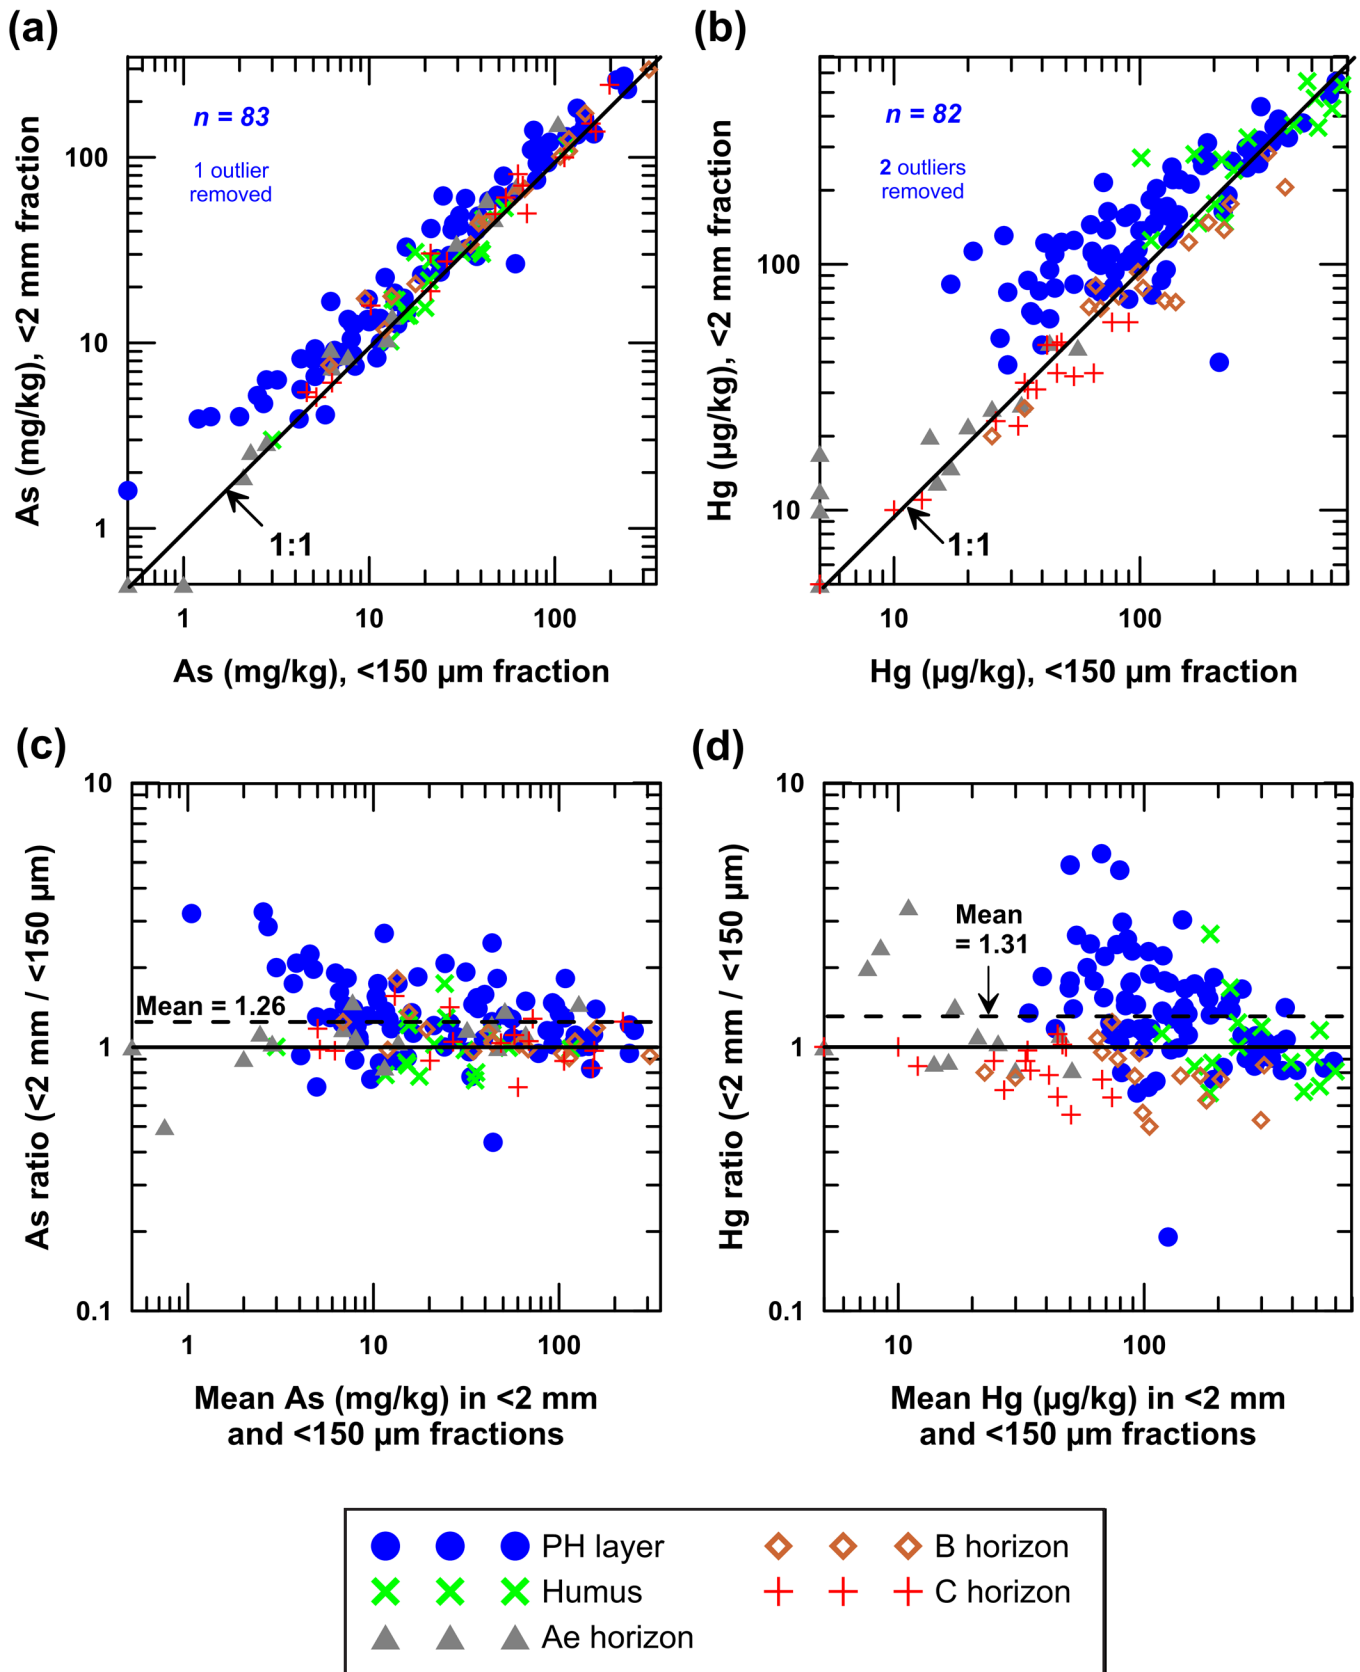 (a)
n = 83
1 outlier
removed
100
10
1
1:1
1
10
100
As (mg/kg), <2 mm fraction
As (mg/kg), <150 µm fraction
(b)
n = 82
2 outliers
removed
100
10
1:1
10
100
Hg (µg/kg), <2 mm fraction
Hg (µg/kg), <150 µm fraction
(c)
10
1
0.1
Mean = 1.26
1
10
100
As ratio (<2 mm / <150 µm)
Mean As (mg/kg) in <2 mm
and <150 µm fractions
(d)
10
1
0.1
Mean
= 1.31
10
100
Hg ratio (<2 mm / <150 µm)
Mean Hg (µg/kg) in <2 mm
and <150 µm fractions
PH layer
Humus
Ae horizon
B horizon
C horizon